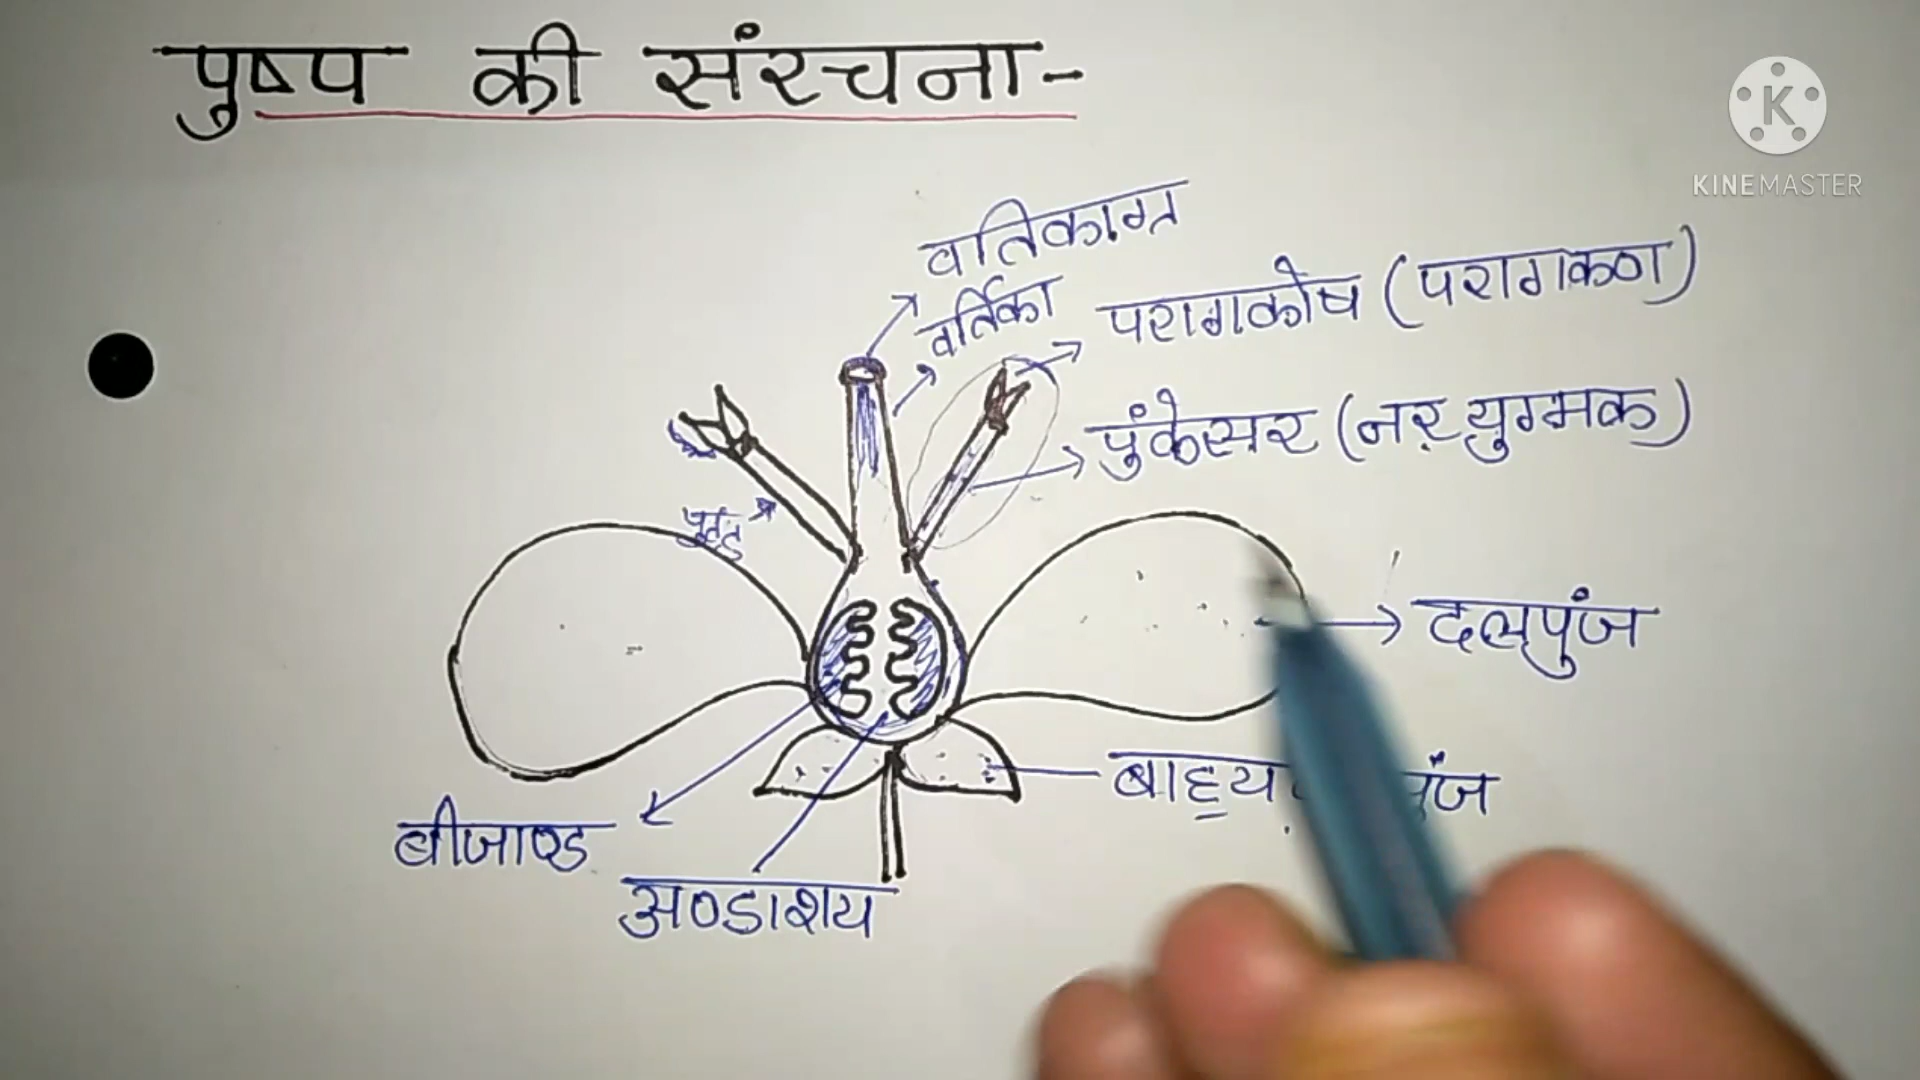 पुष्प की संरचना-
K
KINEMASTER
वर्तिकाग्र
वर्तिका
परागकोष (परागकण)
पुंकेसर (नर युग्मक)
दलपुंज
बाह्य
बीजाण्ड
अण्डाशय